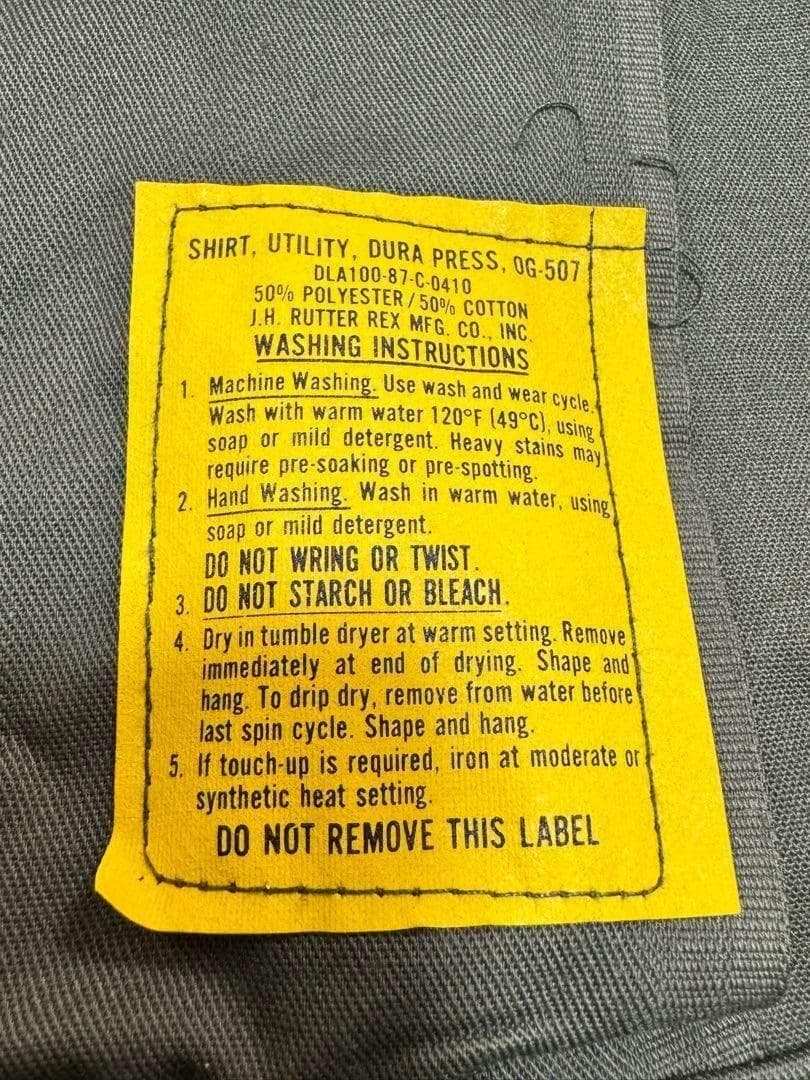 SHIRT, UTILITY, DURA PRESS, OG-507
DLA100-87-C-0410
50% POLYESTER / 50% COTTON
J.H. RUTTER REX MFG. CO., INC.
WASHING INSTRUCTIONS
1. Machine Washing. Use wash and wear cycle.
Wash with warm water 120°F (49°C), using
soap or mild detergent. Heavy stains may
require pre-soaking or pre-spotting.
2. Hand Washing. Wash in warm water, using
soap or mild detergent.
DO NOT WRING OR TWIST.
3. DO NOT STARCH OR BLEACH.
4. Dry in tumble dryer at warm setting. Remove
immediately at end of drying. Shape and
hang. To drip dry, remove from water before
last spin cycle. Shape and hang.
5. If touch-up is required, iron at moderate or
synthetic heat setting.
DO NOT REMOVE THIS LABEL